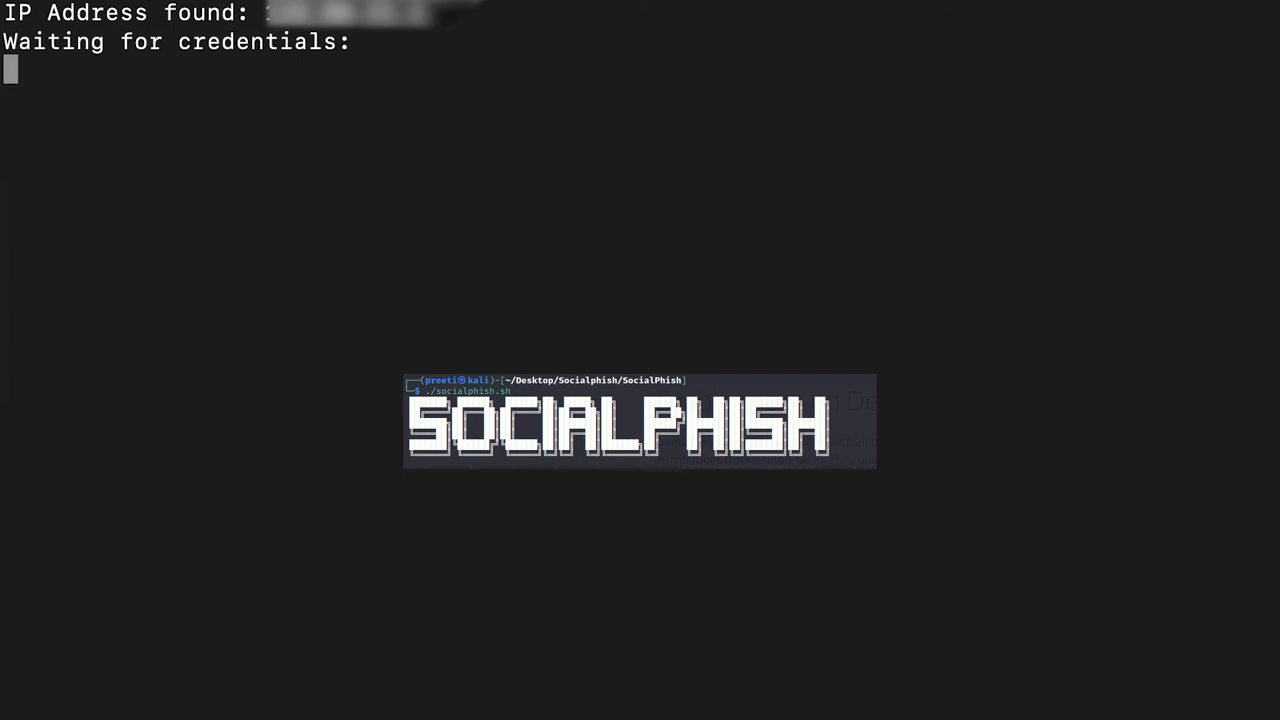 IP Address found:
Waiting for credentials:
┌──(preeti㉿kali)-[~/Desktop/Socialphish/SocialPhish]
└─$ ./socialphish.sh
SOCIALPHISH